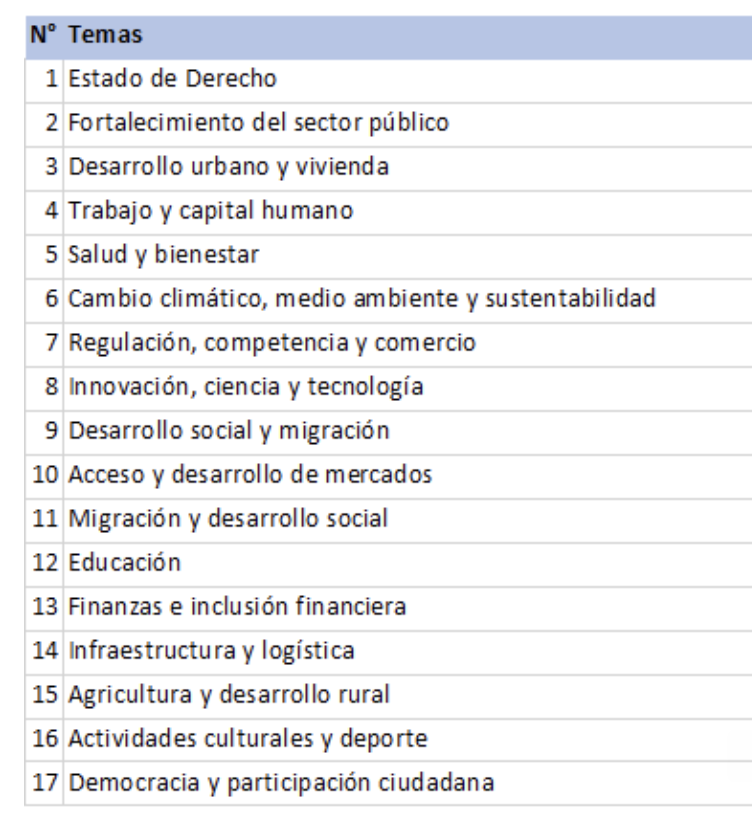 N° Temas
1 Estado de Derecho
2 Fortalecimiento del sector público
3 Desarrollo urbano y vivienda
4 Trabajo y capital humano
5 Salud y bienestar
6 Cambio climático, medio ambiente y sustentabilidad
7 Regulación, competencia y comercio
8 Innovación, ciencia y tecnología
9 Desarrollo social y migración
10 Acceso y desarrollo de mercados
11 Migración y desarrollo social
12 Educación
13 Finanzas e inclusión financiera
14 Infraestructura y logística
15 Agricultura y desarrollo rural
16 Actividades culturales y deporte
17 Democracia y participación ciudadana